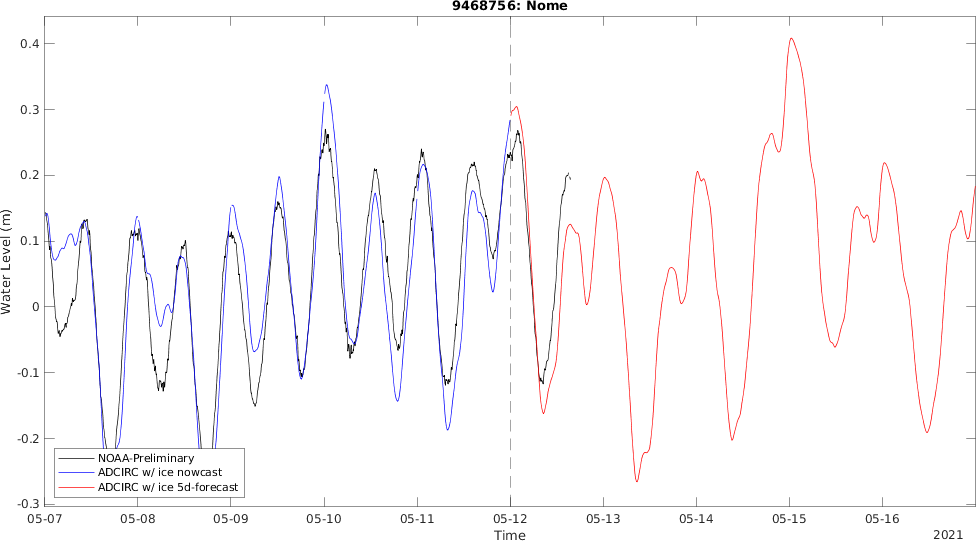 9468756: Nome
0.4
0.3
0.2
0.1
0
-0.1
-0.2
-0.3
Water Level (m)
NOAA-Preliminary
ADCIRC w/ ice nowcast
ADCIRC w/ ice 5d-forecast
05-07 05-08 05-09 05-10 05-11 05-12 05-13 05-14 05-15 05-16
Time
2021